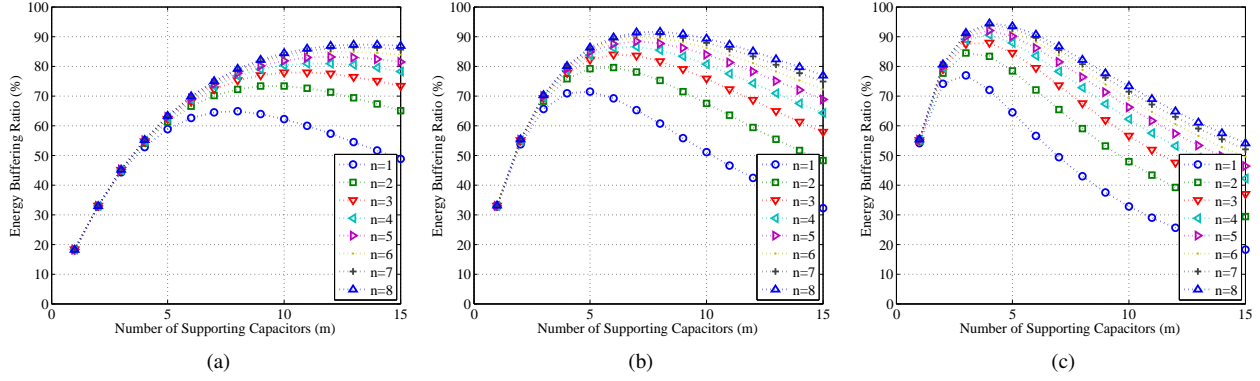 Energy Buffering Ratio (%)
100
90
80
70
60
50
40
30
20
10
0
0 5 10 15
Number of Supporting Capacitors (m)
n=1
n=2
n=3
n=4
n=5
n=6
n=7
n=8
(a)
Energy Buffering Ratio (%)
100
90
80
70
60
50
40
30
20
10
0
0 5 10 15
Number of Supporting Capacitors (m)
n=1
n=2
n=3
n=4
n=5
n=6
n=7
n=8
(b)
Energy Buffering Ratio (%)
100
90
80
70
60
50
40
30
20
10
0
0 5 10 15
Number of Supporting Capacitors (m)
n=1
n=2
n=3
n=4
n=5
n=6
n=7
n=8
(c)